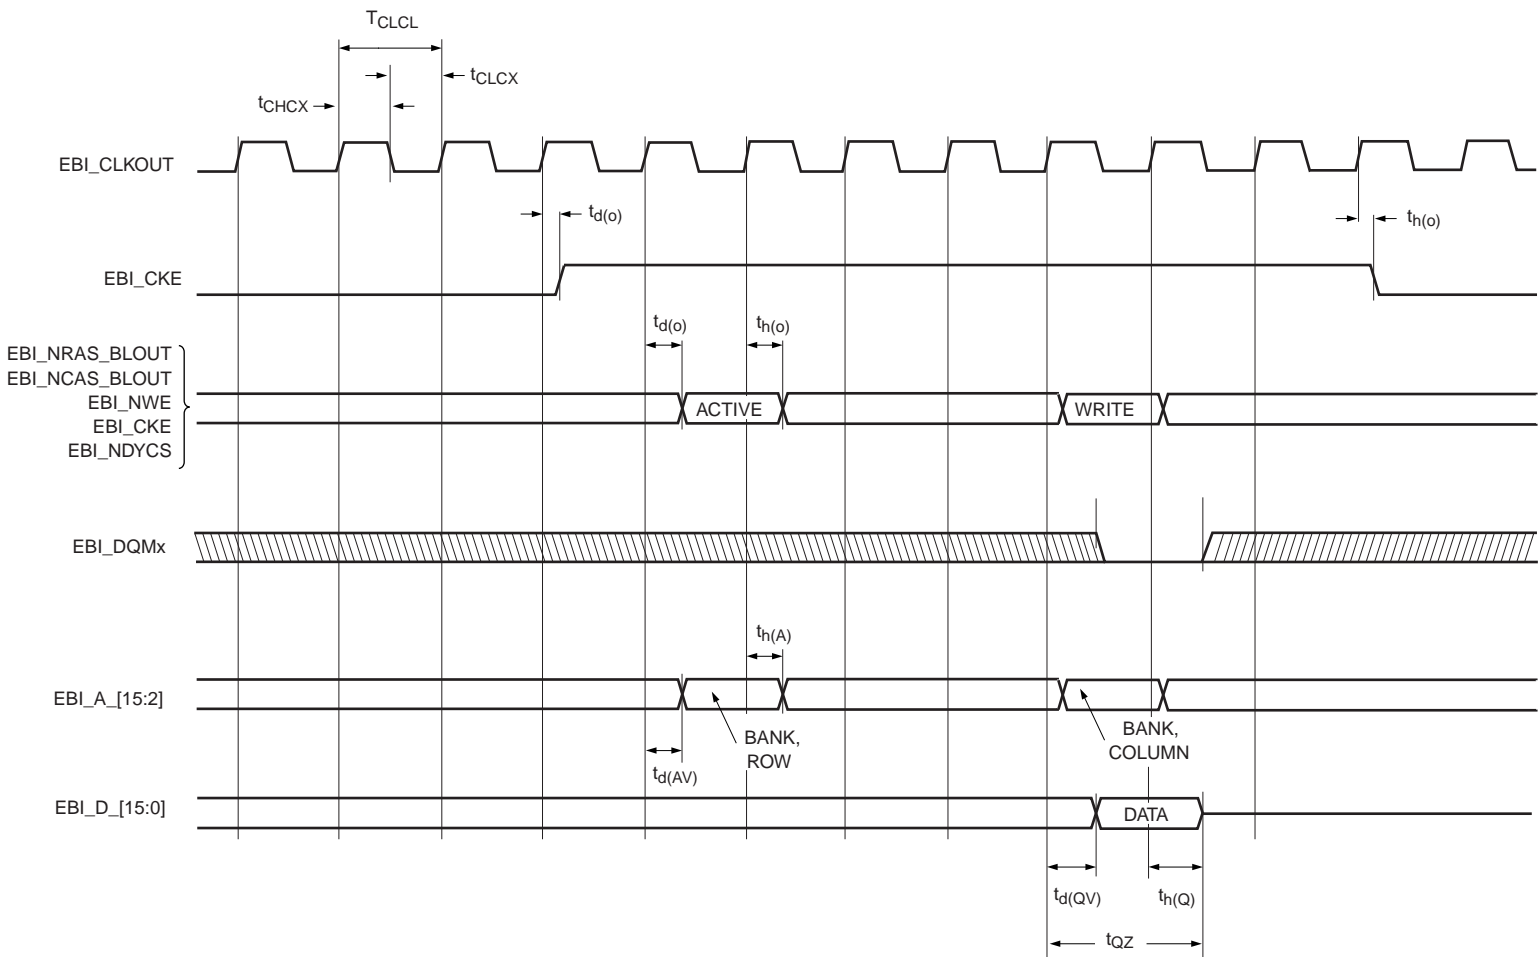 TCLCL
tCLCX
tCHCX
EBI_CLKOUT
td(o)
th(o)
EBI_CKE
td(o)
th(o)
EBI_NRAS_BLOUT
EBI_NCAS_BLOUT
EBI_NWE
EBI_CKE
EBI_NDYCS
ACTIVE
WRITE
EBI_DQMx
th(A)
EBI_A_[15:2]
BANK,
ROW
BANK,
COLUMN
td(AV)
EBI_D_[15:0]
DATA
td(QV)
th(Q)
tQZ